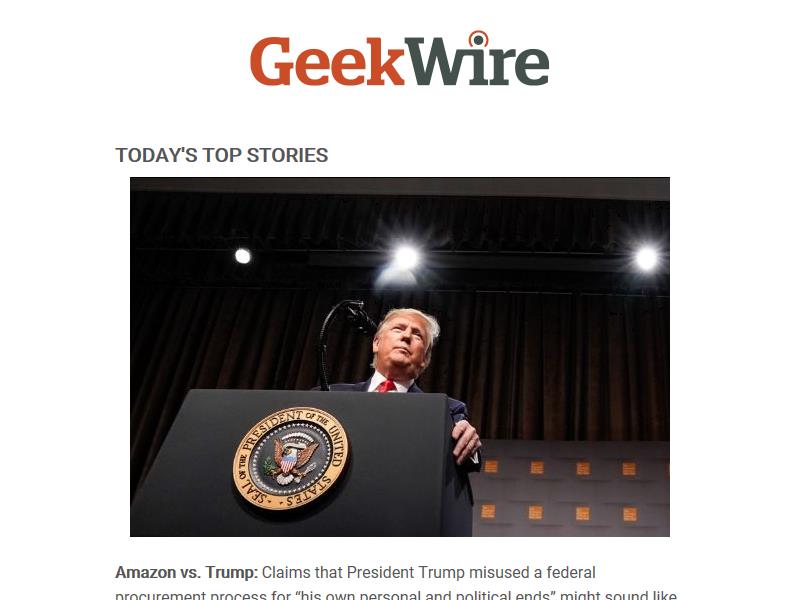 GeekWire
TODAY'S TOP STORIES
SEAL OF THE PRESIDENT OF THE UNITED STATES
Amazon vs. Trump: Claims that President Trump misused a federal
procurement process for “his own personal and political ends” might sound like